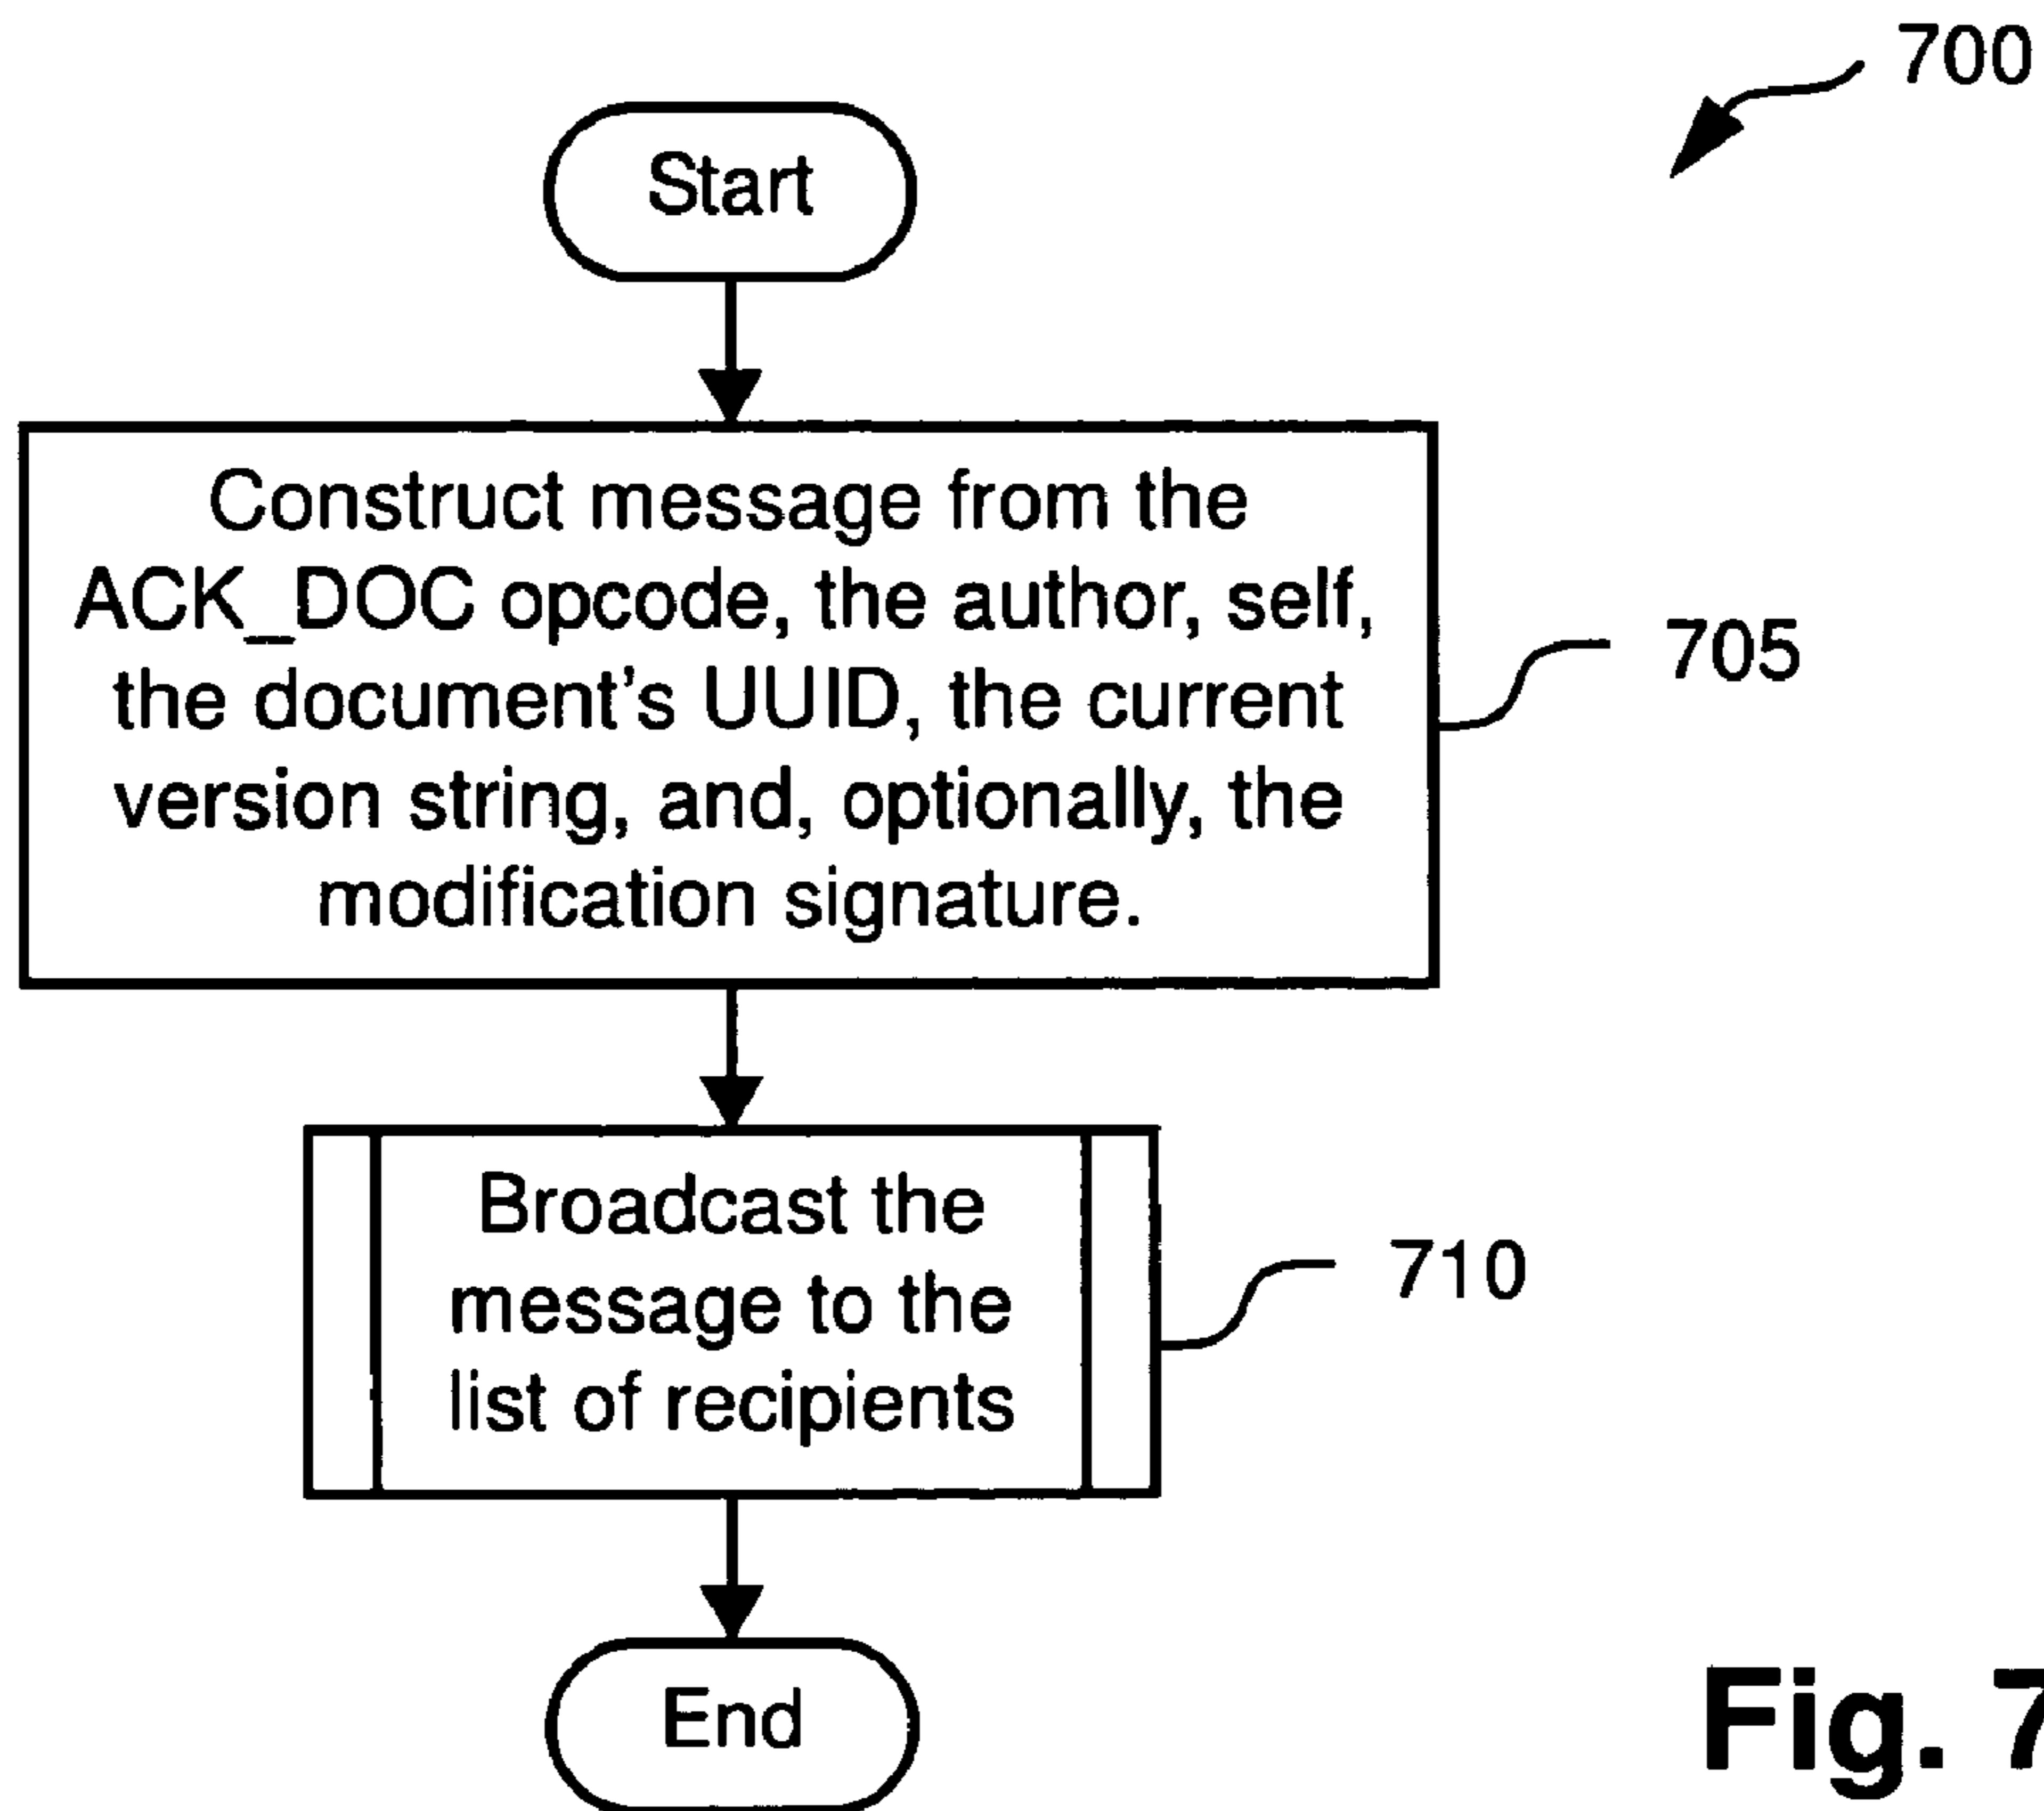 700
Start
Construct message from the
ACK_DOC opcode, the author, self,
the document's UUID, the current
version string, and, optionally, the
modification signature.
705
Broadcast the
message to the
list of recipients
710
End
Fig. 7